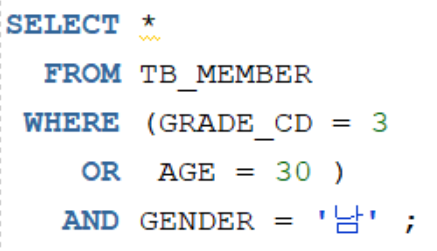 SELECT *
FROM TB_MEMBER
WHERE (GRADE_CD = 3
OR AGE = 30 )
AND GENDER = '남' ;